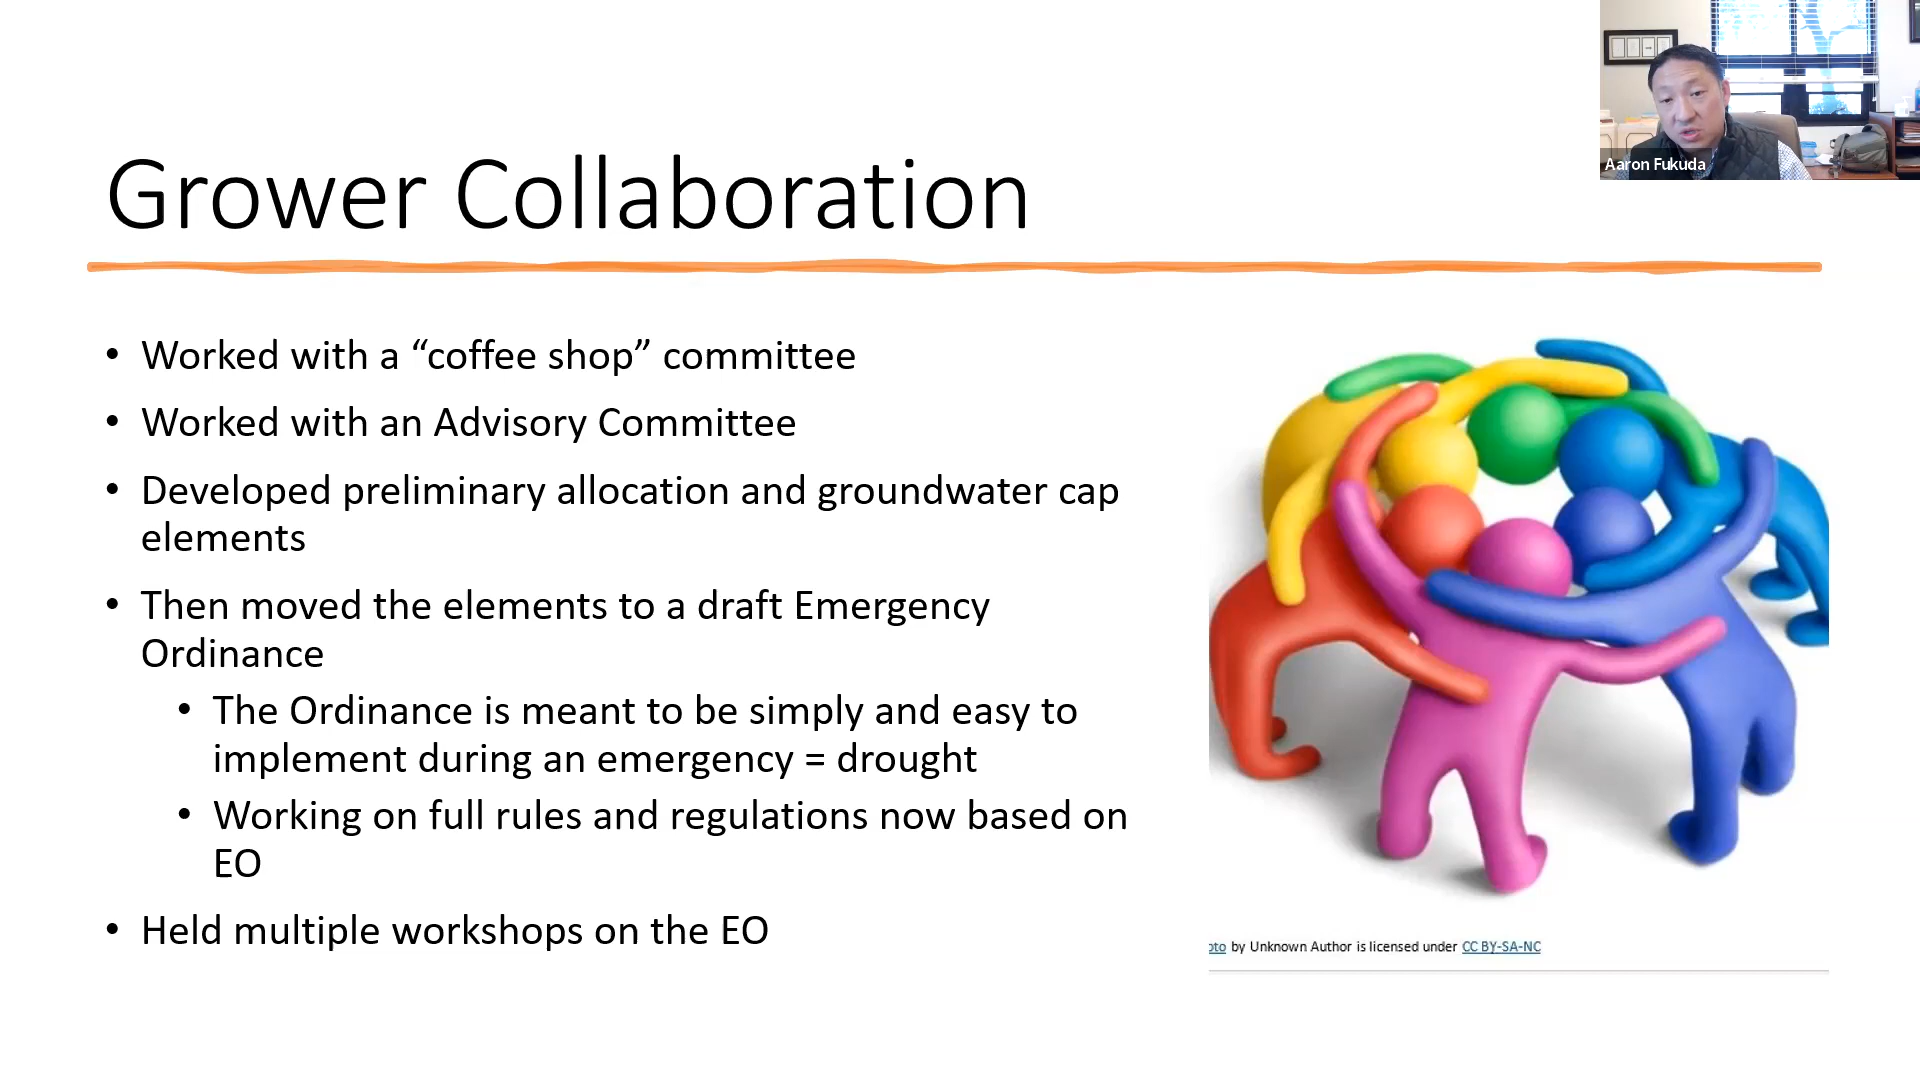 Aaron Fukuda
Grower Collaboration
• Worked with a “coffee shop” committee
• Worked with an Advisory Committee
• Developed preliminary allocation and groundwater cap
elements
• Then moved the elements to a draft Emergency
Ordinance
• The Ordinance is meant to be simply and easy to
implement during an emergency = drought
• Working on full rules and regulations now based on
EO
• Held multiple workshops on the EO
oto by Unknown Author is licensed under CC BY-SA-NC